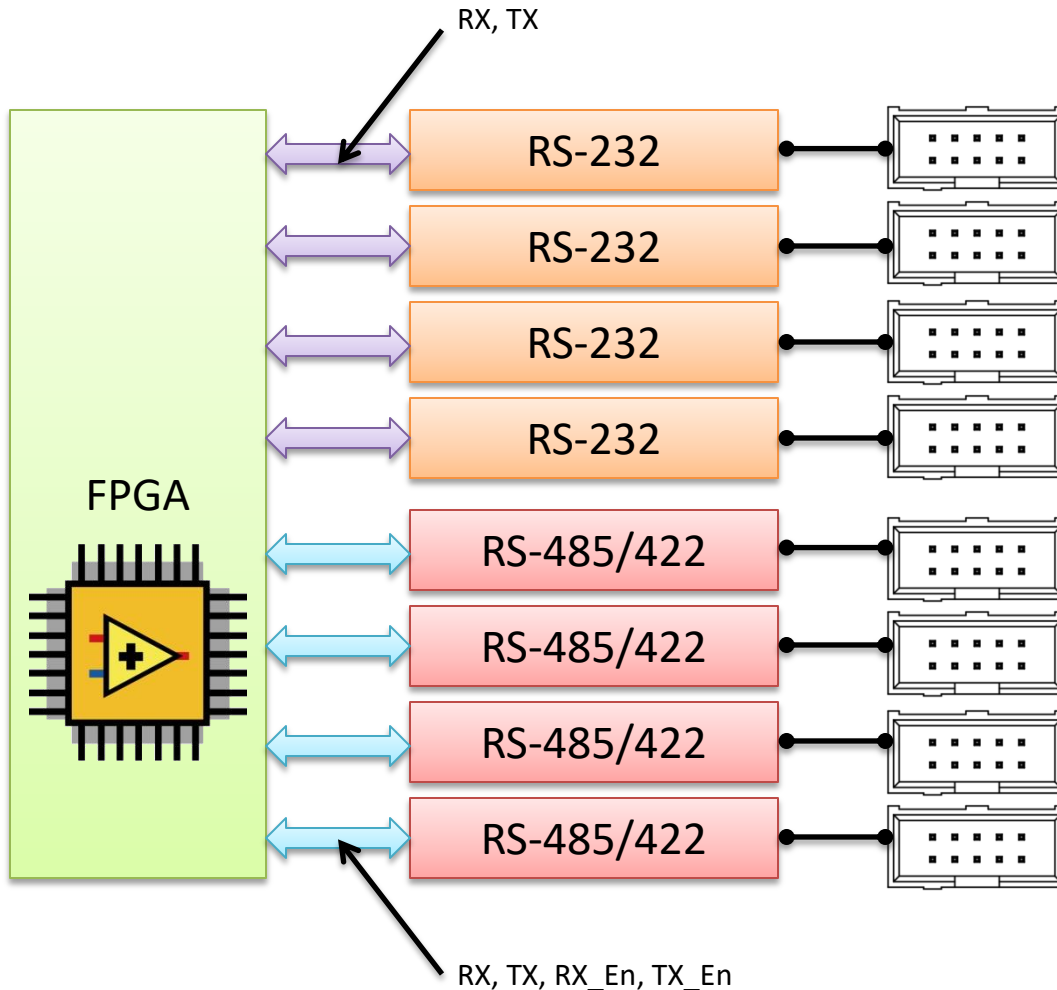 RX, TX
RS-232
RS-232
RS-232
RS-232
FPGA
RS-485/422
RS-485/422
RS-485/422
RS-485/422
RX, TX, RX_En, TX_En